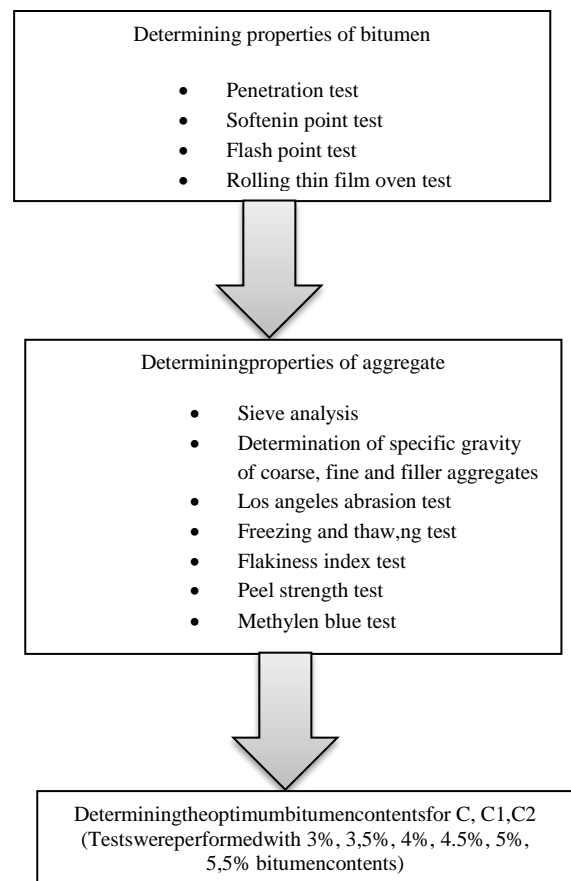 Determining properties of bitumen
• Penetration test
• Softenin point test
• Flash point test
• Rolling thin film oven test
Determiningproperties of aggregate
• Sieve analysis
• Determination of specific gravity
of coarse, fine and filler aggregates
• Los angeles abrasion test
• Freezing and thaw,ng test
• Flakiness index test
• Peel strength test
• Methylen blue test
Determiningtheoptimumbitumencontentsfor C, C1,C2
(Testswereperformedwith 3%, 3,5%, 4%, 4.5%, 5%,
5,5% bitumencontents)